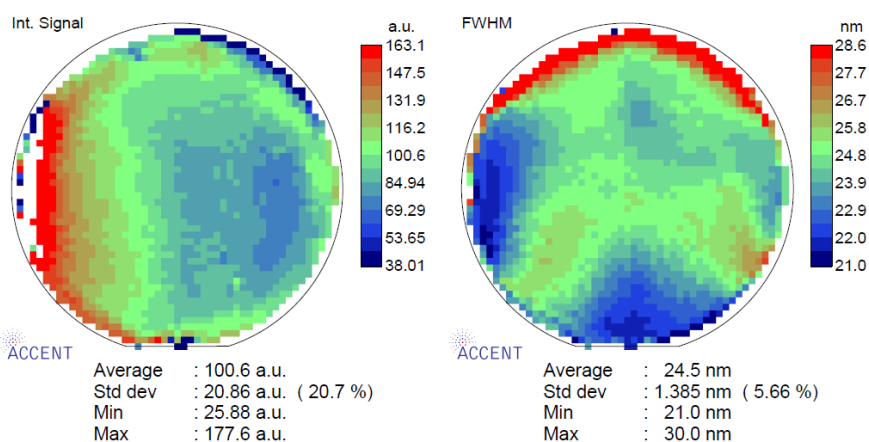 Int. Signal
a.u.
163.1
147.5
131.9
116.2
100.6
84.94
69.29
53.65
38.01
ACCENT
Average : 100.6 a.u.
Std dev : 20.86 a.u. ( 20.7 %)
Min : 25.88 a.u.
Max : 177.6 a.u.
FWHM
nm
28.6
27.7
26.7
25.8
24.8
23.9
22.9
22.0
21.0
ACCENT
Average : 24.5 nm
Std dev : 1.385 nm ( 5.66 %)
Min : 21.0 nm
Max : 30.0 nm